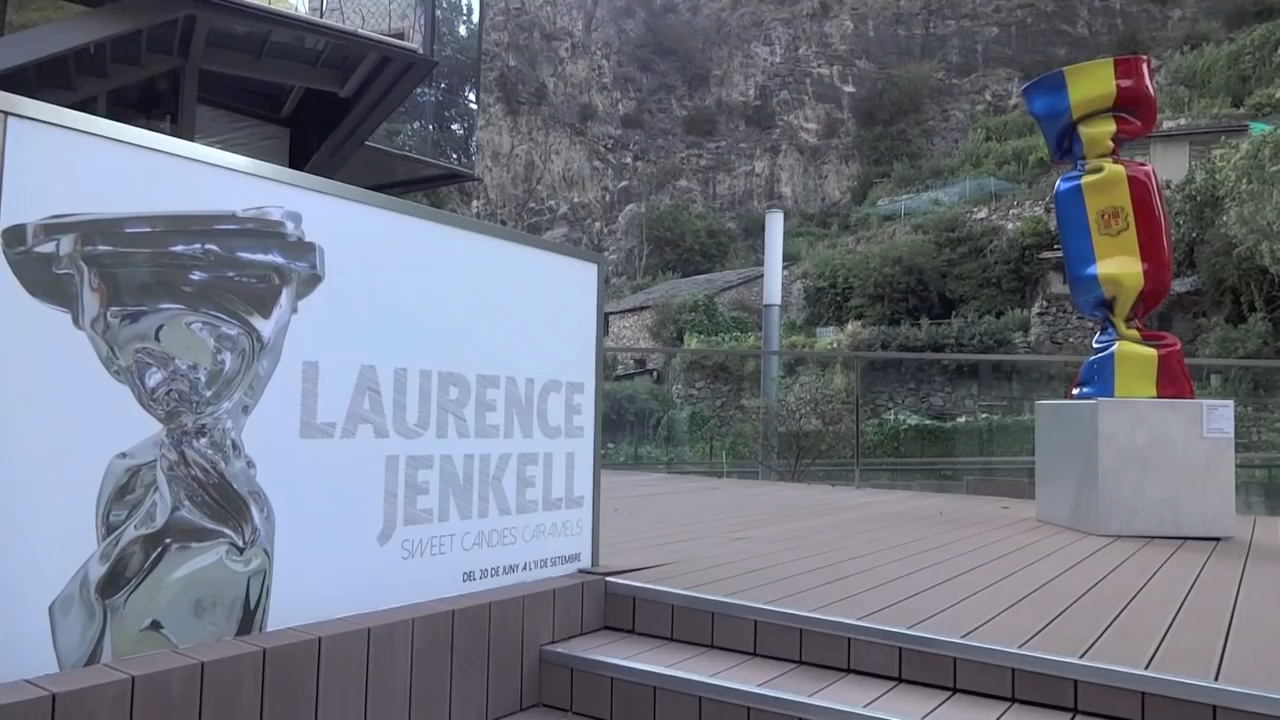 LAURENCE
JENKELL
SWEET CANDIES' CARAMELS
DEL 20 DE JUNY A L'11 DE SETEMBRE